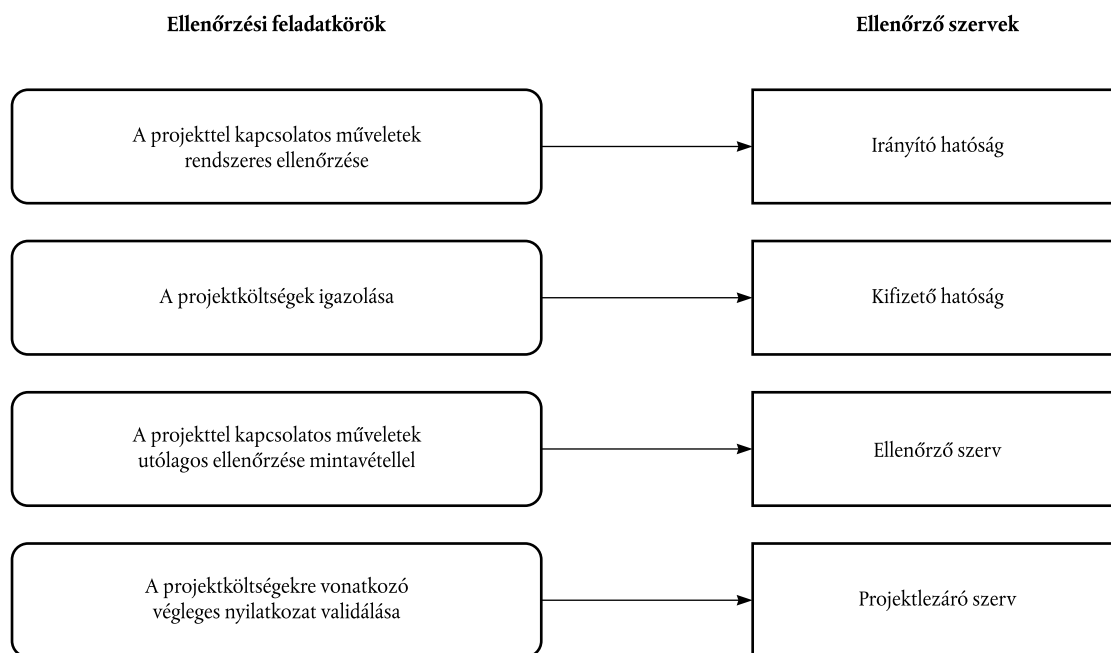 Ellenőrzési feladatkörök
Ellenőrző szervek
A projekttel kapcsolatos műveletek
rendszeres ellenőrzése
Irányító hatóság
A projektköltségek igazolása
Kifizető hatóság
A projekttel kapcsolatos műveletek
utólagos ellenőrzése mintavétellel
Ellenőrző szerv
A projektköltségekre vonatkozó
végleges nyilatkozat validálása
Projektlezáró szerv